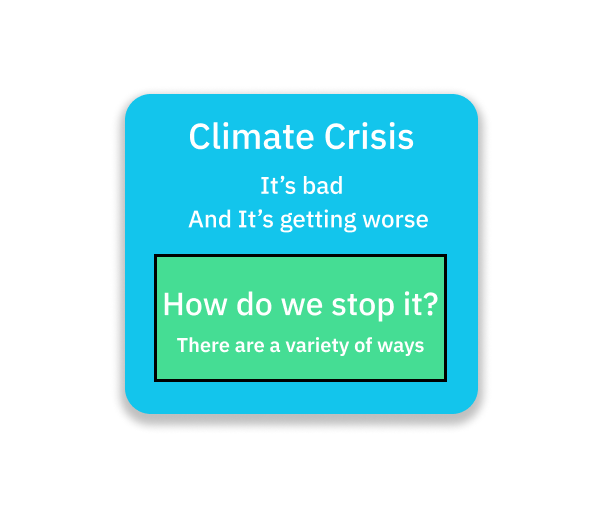 Climate Crisis
It’s bad
And It’s getting worse
How do we stop it?
There are a variety of ways